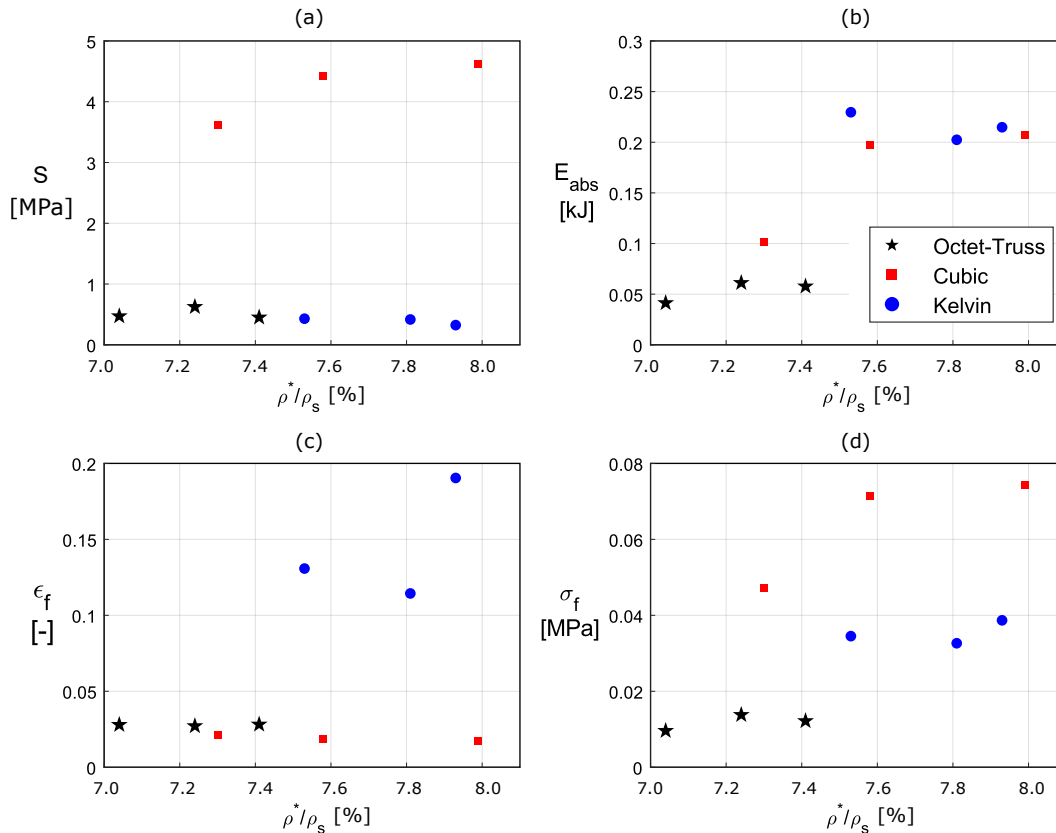 (a)
5
4
3
2
1
0
S
[MPa]
7.0 7.2 7.4 7.6 7.8 8.0
ρ*/ρs [%]
(b)
0.3
0.25
0.2
0.15
0.1
0.05
0
Eabs
[kJ]
Octet-Truss
Cubic
Kelvin
7.0 7.2 7.4 7.6 7.8 8.0
ρ*/ρs [%]
(c)
0.2
0.15
0.1
0.05
0
ϵf
[-]
7.0 7.2 7.4 7.6 7.8 8.0
ρ*/ρs [%]
(d)
0.08
0.06
0.04
0.02
0
σf
[MPa]
7.0 7.2 7.4 7.6 7.8 8.0
ρ*/ρs [%]